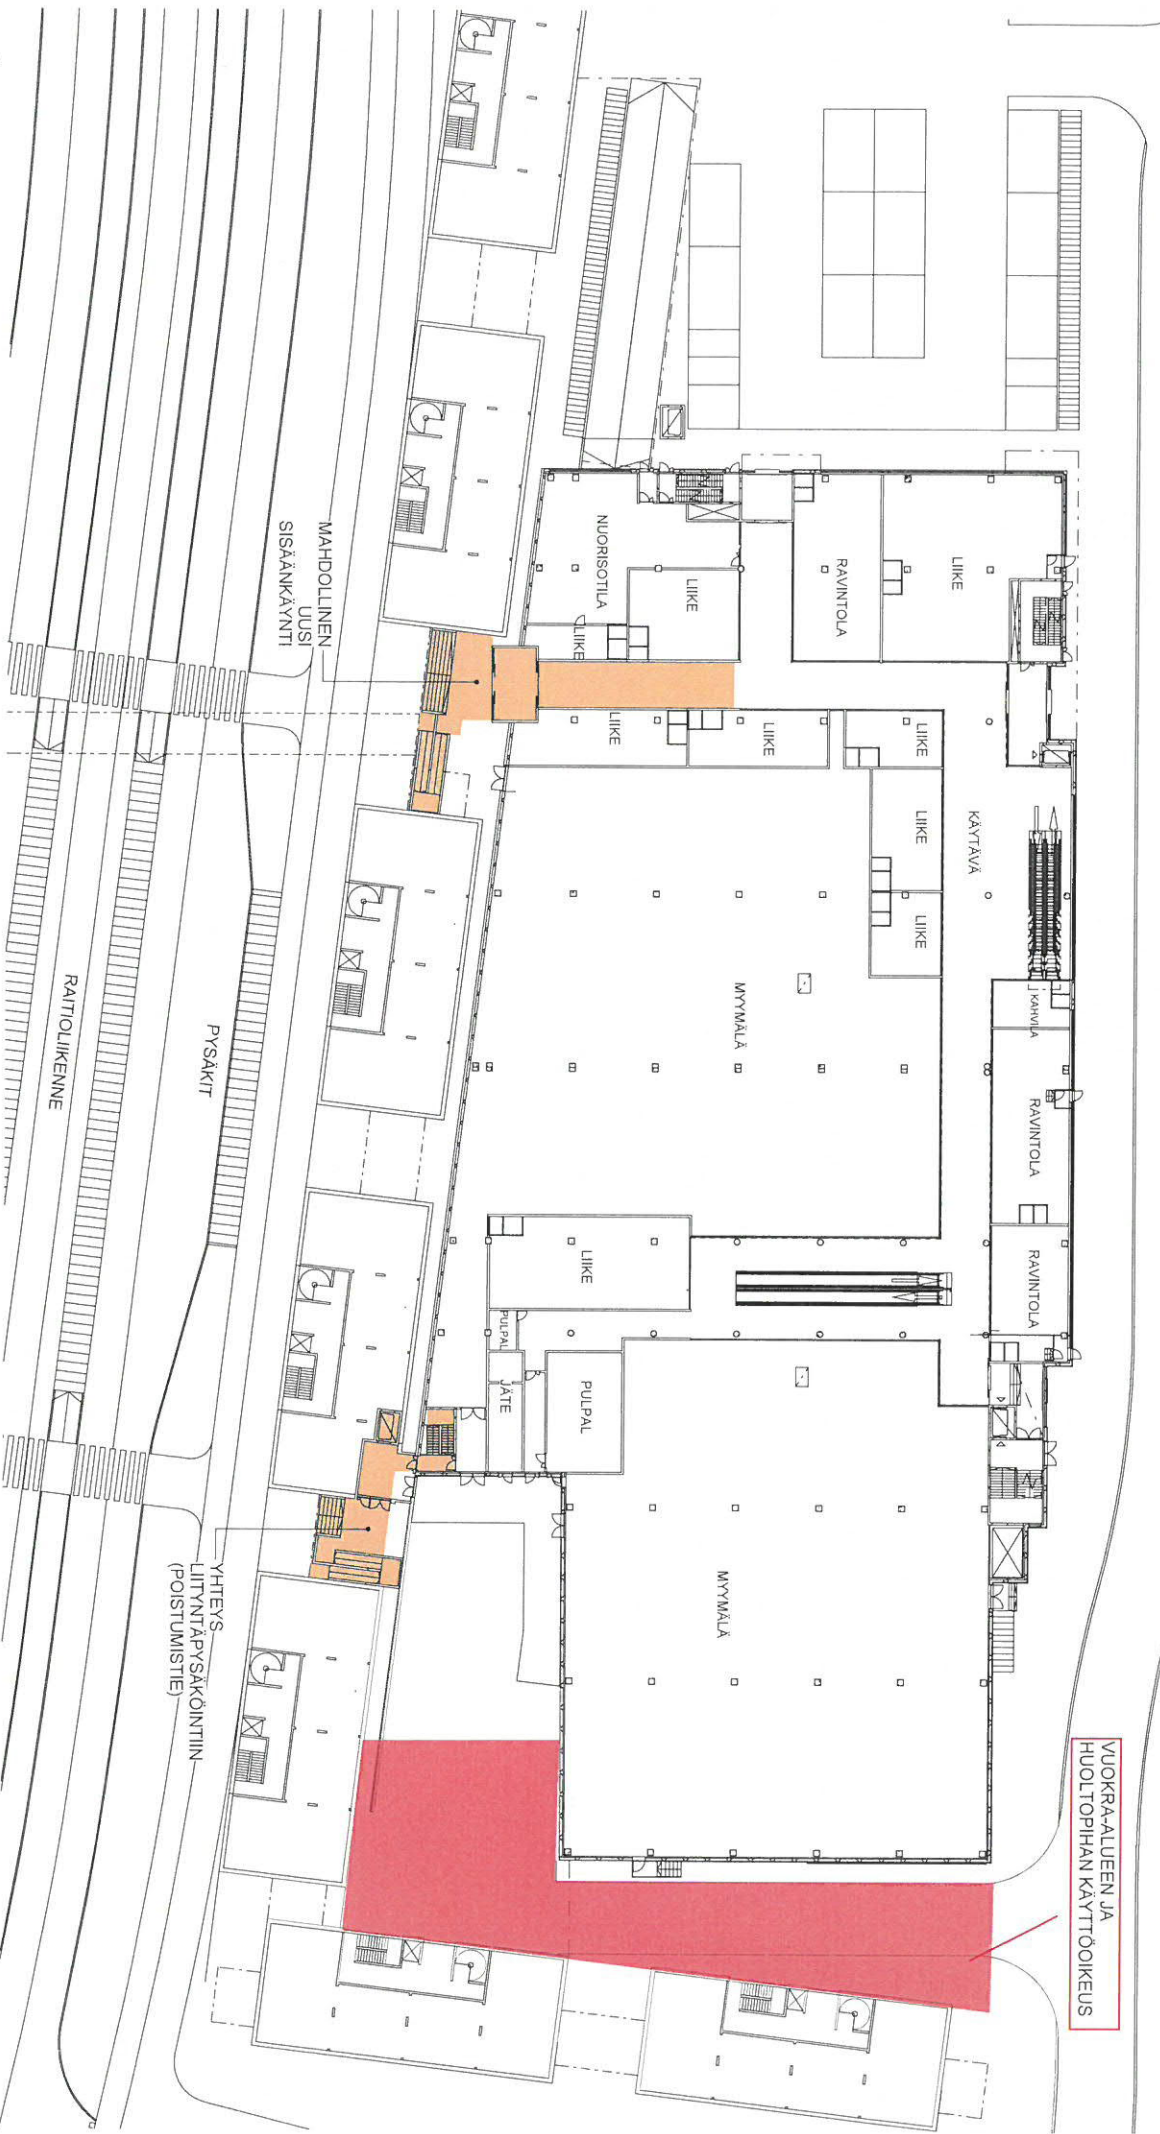 VUOKRA-ALUEEN JA
HUOLTOPIHAN KÄYTTÖOIKEUS
LIIKE
RAVINTOLA
LIIKE
NUORISOTILA
LIIKE
LIIKE
LIIKE
LIIKE
LIIKE
LIIKE
KÄYTÄVÄ
KAHVILA
RAVINTOLA
RAVINTOLA
MYYMÄLÄ
LIIKE
PULPAL
JÄTE
PULPAL
MYYMÄLÄ
MAHDOLLINEN
UUSI
SISÄÄNKÄYNTI
YHTEYS
LIITYNTÄPYSÄKÖINTIIN
(POISTUMISTIE)
PYSÄKIT
RAITIOLIIKENNE